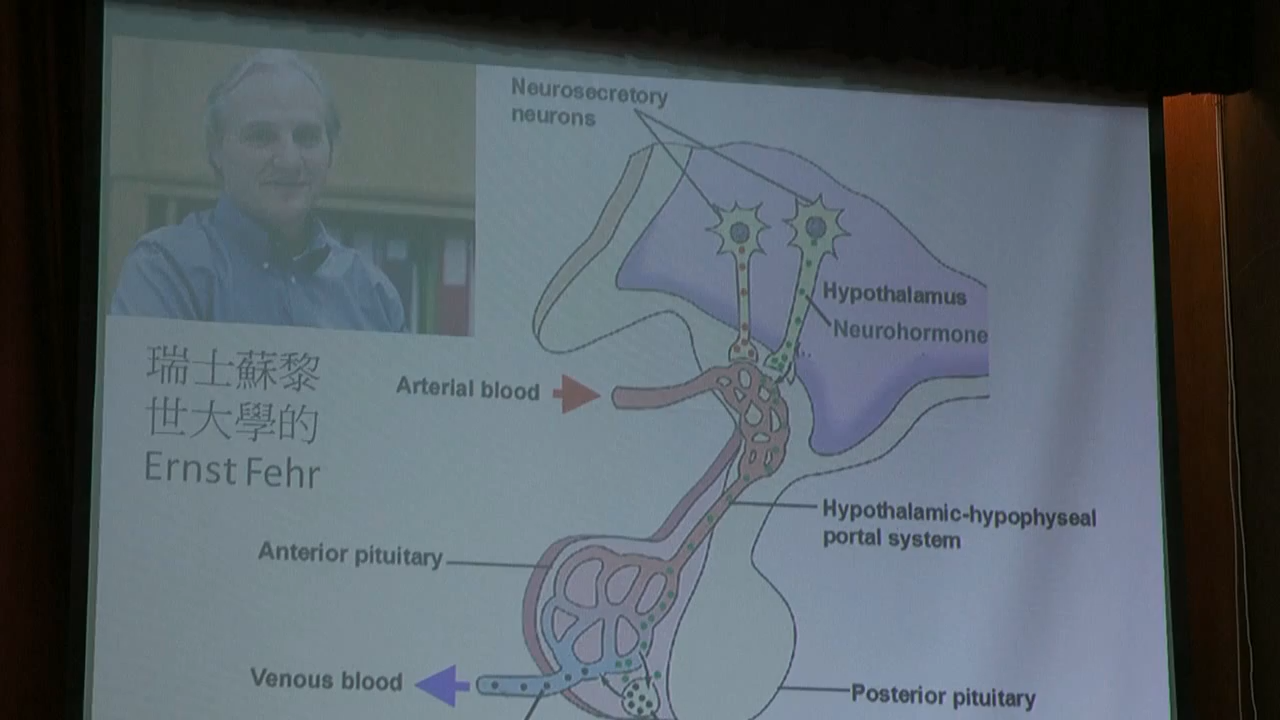 Neurosecretory
neurons
Hypothalamus
Neurohormone
瑞士蘇黎
世大學的
Ernst Fehr
Arterial blood
Hypothalamic-hypophyseal
portal system
Anterior pituitary
Venous blood
Posterior pituitary